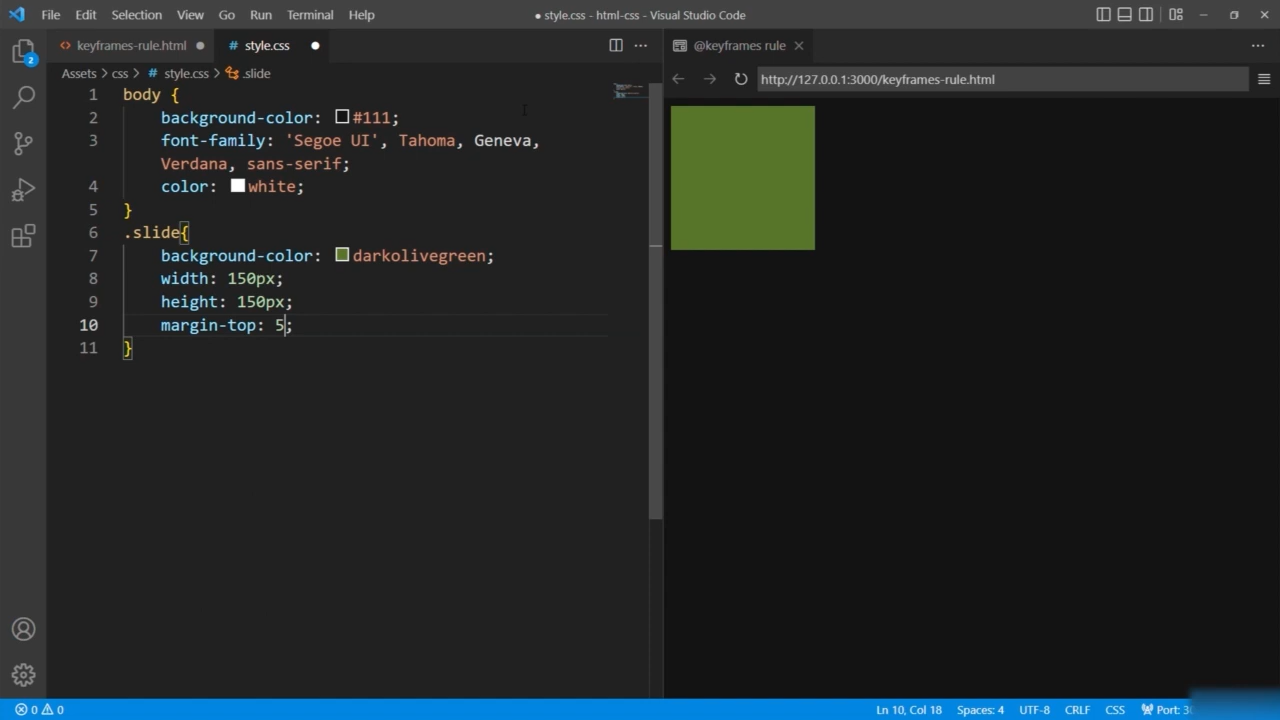 File Edit Selection View Go Run Terminal Help
● style.css - html-css - Visual Studio Code
keyframes-rule.html
# style.css
@keyframes rule
2
Assets > css > # style.css > .slide
http://127.0.0.1:3000/keyframes-rule.html
1 body {
2 background-color: #111;
3 font-family: 'Segoe UI', Tahoma, Geneva,
Verdana, sans-serif;
4 color: white;
5 }
6 .slide{
7 background-color: darkolivegreen;
8 width: 150px;
9 height: 150px;
10 margin-top: 5;
11 }
0 0
Ln 10, Col 18 Spaces: 4 UTF-8 CRLF CSS Port: